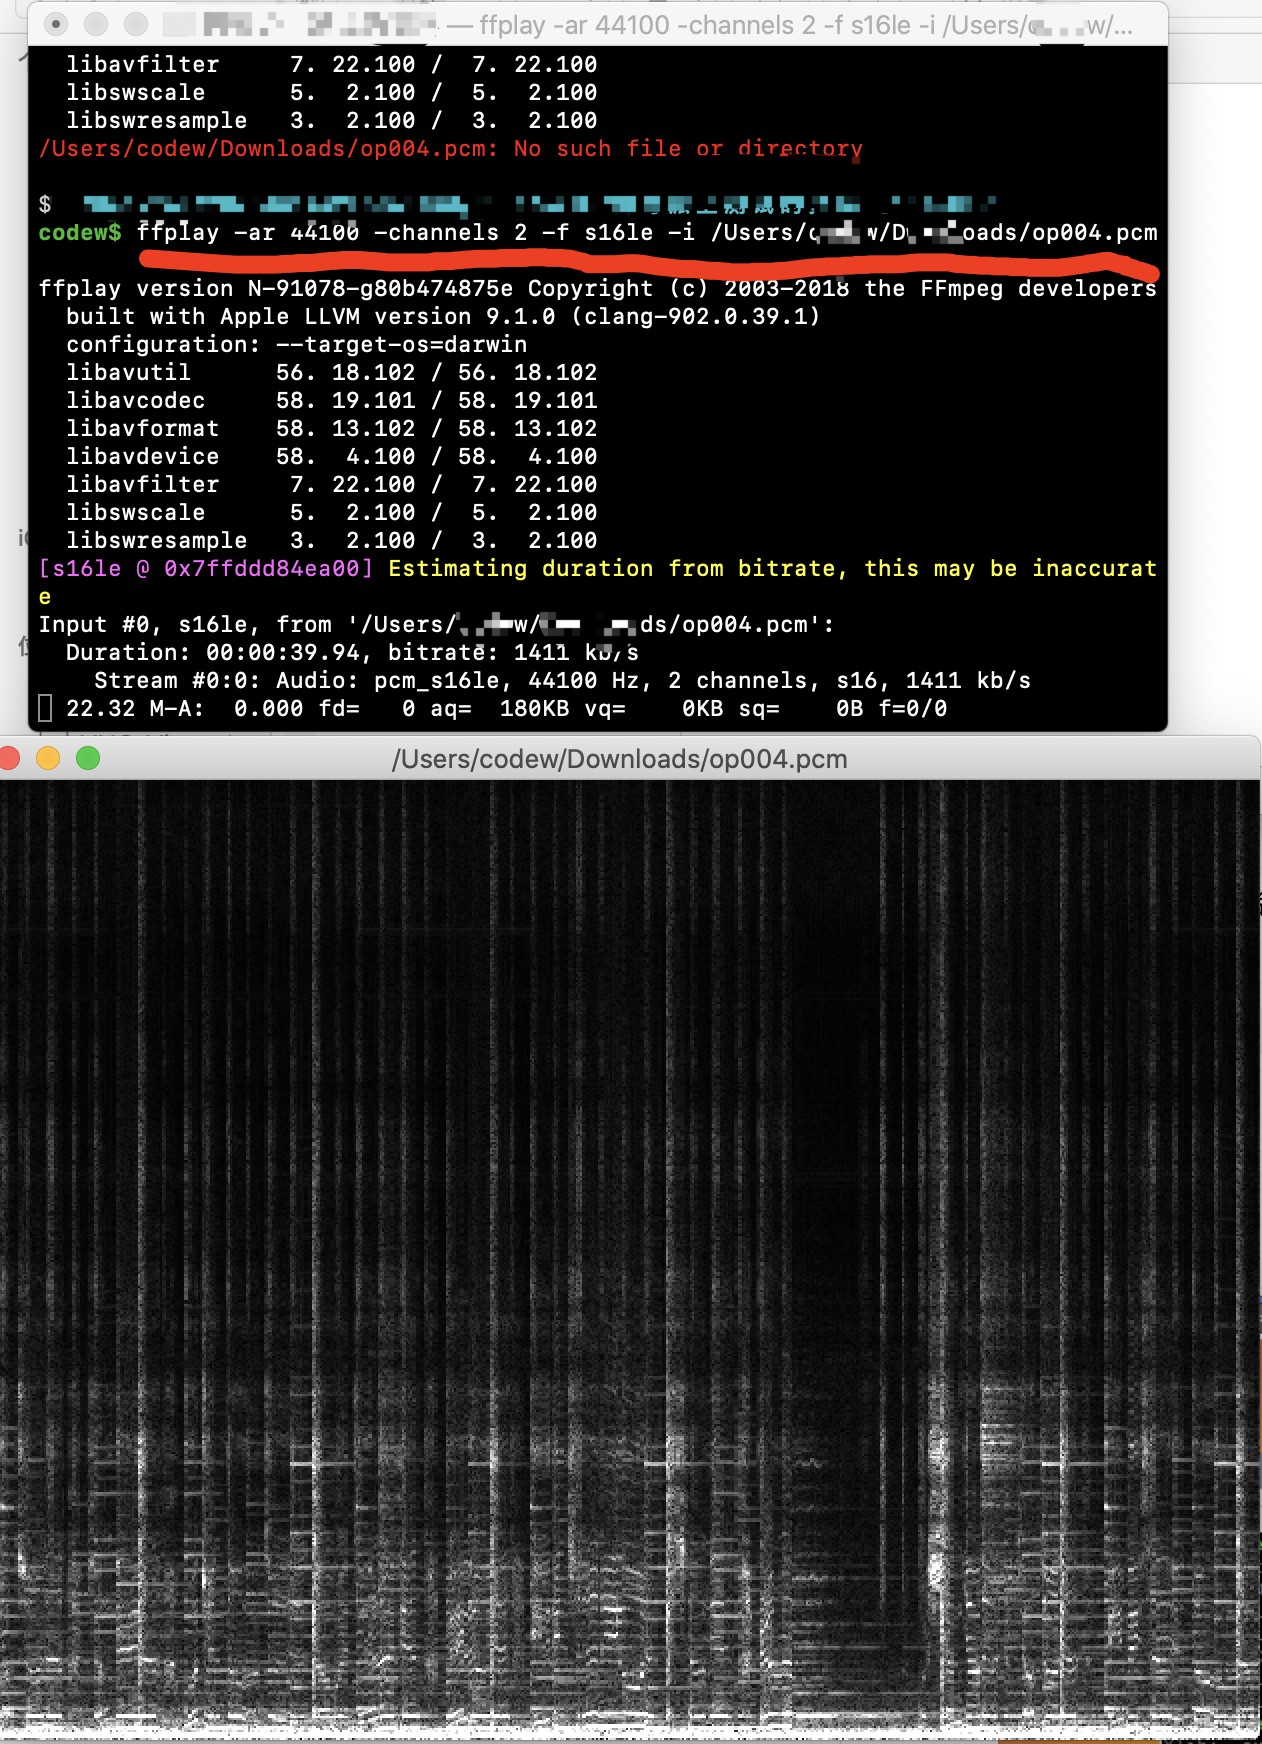 — ffplay -ar 44100 -channels 2 -f s16le -i /Users/ w/...
libavfilter 7. 22.100 / 7. 22.100
libswscale 5. 2.100 / 5. 2.100
libswresample 3. 2.100 / 3. 2.100
/Users/codew/Downloads/op004.pcm: No such file or directory
$
codew$ ffplay -ar 44100 -channels 2 -f s16le -i /Users/ w/D oads/op004.pcm
ffplay version N-91078-g80b474875e Copyright (c) 2003-2018 the FFmpeg developers
built with Apple LLVM version 9.1.0 (clang-902.0.39.1)
configuration: --target-os=darwin
libavutil 56. 18.102 / 56. 18.102
libavcodec 58. 19.101 / 58. 19.101
libavformat 58. 13.102 / 58. 13.102
libavdevice 58. 4.100 / 58. 4.100
libavfilter 7. 22.100 / 7. 22.100
libswscale 5. 2.100 / 5. 2.100
libswresample 3. 2.100 / 3. 2.100
[s16le @ 0x7ffddd84ea00] Estimating duration from bitrate, this may be inaccurat
e
Input #0, s16le, from '/Users/ w/ ds/op004.pcm':
Duration: 00:00:39.94, bitrate: 1411 kb/s
Stream #0:0: Audio: pcm_s16le, 44100 Hz, 2 channels, s16, 1411 kb/s
22.32 M-A: 0.000 fd= 0 aq= 180KB vq= 0KB sq= 0B f=0/0
/Users/codew/Downloads/op004.pcm